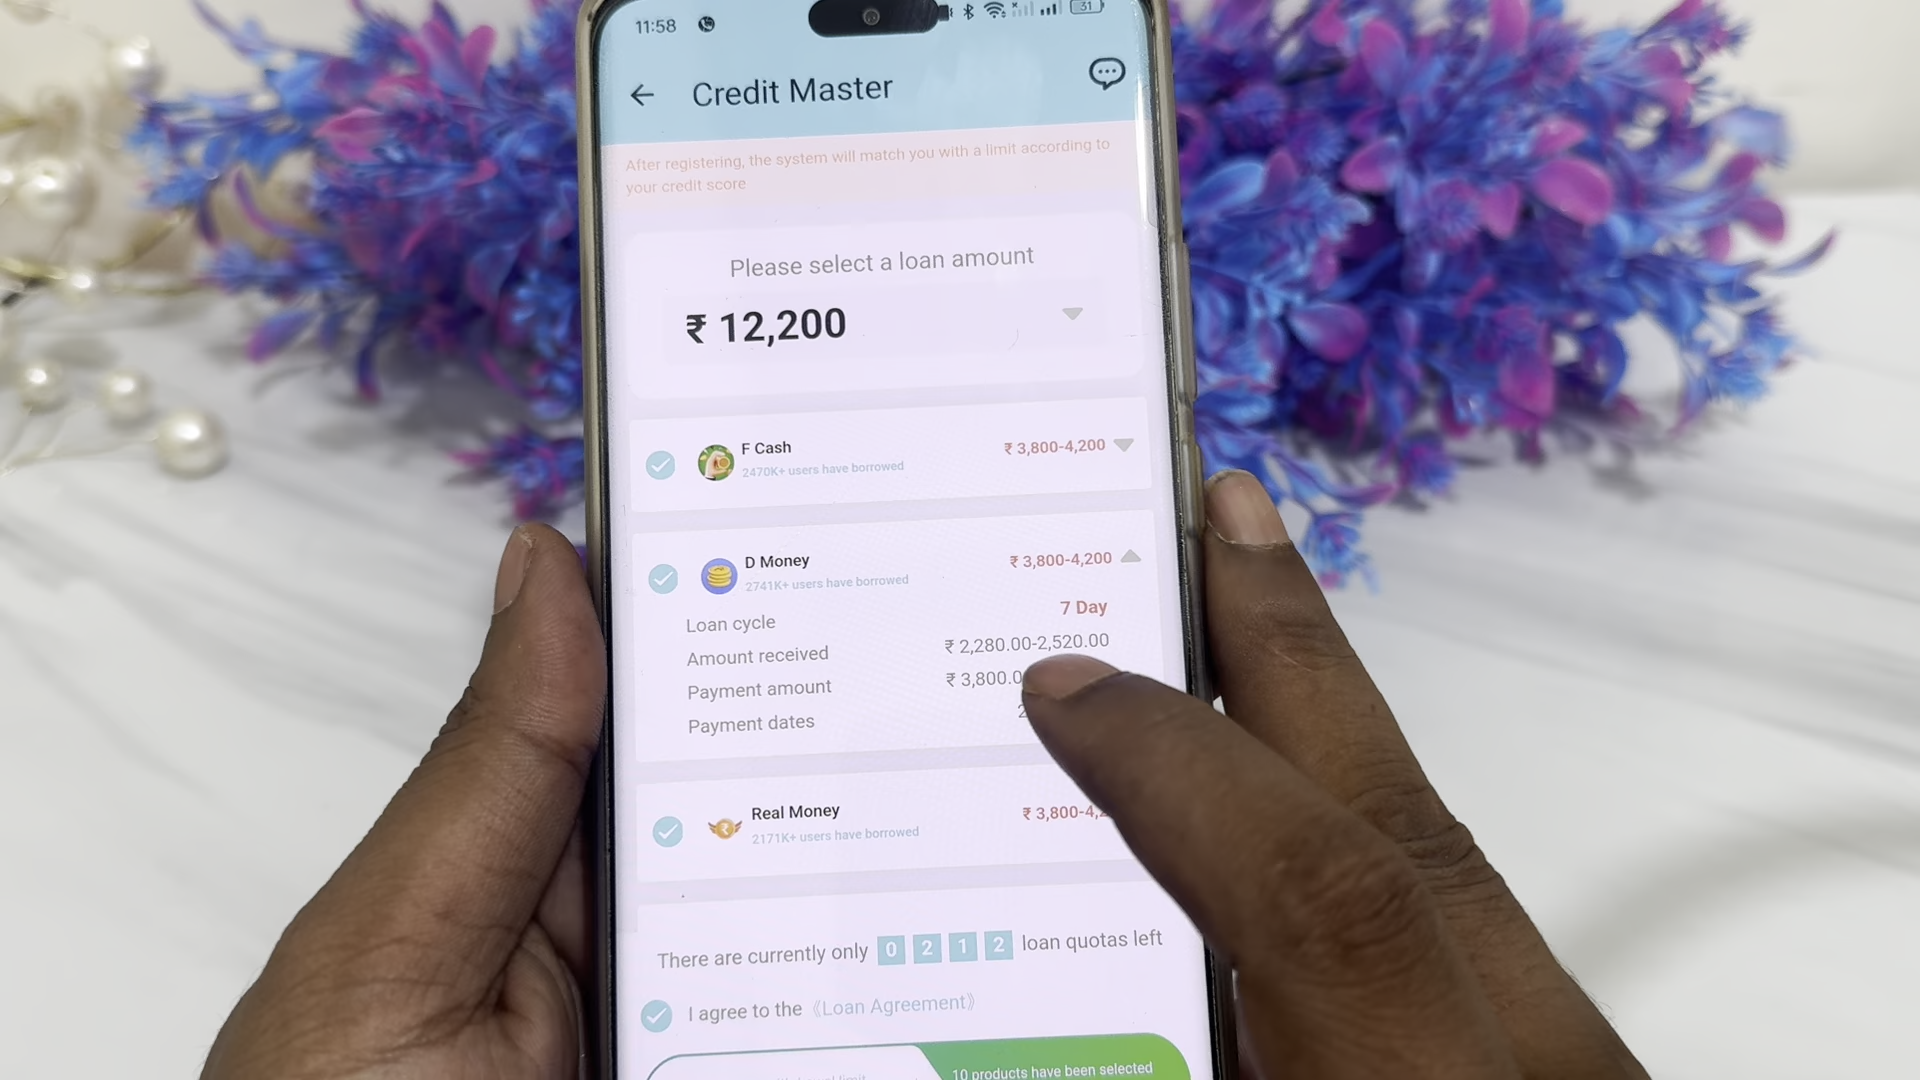 11:58
31
Credit Master
After registering, the system will match you with a limit according to
your credit score
Please select a loan amount
₹ 12,200
F Cash
₹ 3,800-4,200
2470K+ users have borrowed
D Money
₹ 3,800-4,200
2741K+ users have borrowed
Loan cycle
7 Day
Amount received
₹ 2,280.00-2,520.00
Payment amount
₹ 3,800.0
Payment dates
2
Real Money
₹ 3,800-4,
2171K+ users have borrowed
There are currently only 0 2 1 2 loan quotas left
I agree to the 《Loan Agreement》
10 products have been selected